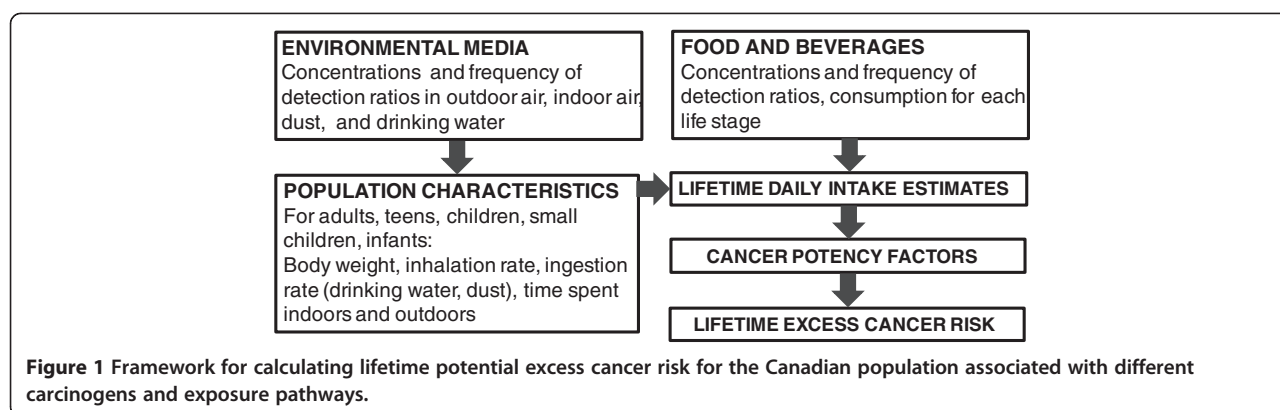 ENVIRONMENTAL MEDIA
Concentrations and frequency of
detection ratios in outdoor air, indoor air,
dust, and drinking water
FOOD AND BEVERAGES
Concentrations and frequency of
detection ratios, consumption for each
life stage
POPULATION CHARACTERISTICS
For adults, teens, children, small
children, infants:
Body weight, inhalation rate, ingestion
rate (drinking water, dust), time spent
indoors and outdoors
LIFETIME DAILY INTAKE ESTIMATES
CANCER POTENCY FACTORS
LIFETIME EXCESS CANCER RISK
Figure 1 Framework for calculating lifetime potential excess cancer risk for the Canadian population associated with different
carcinogens and exposure pathways.